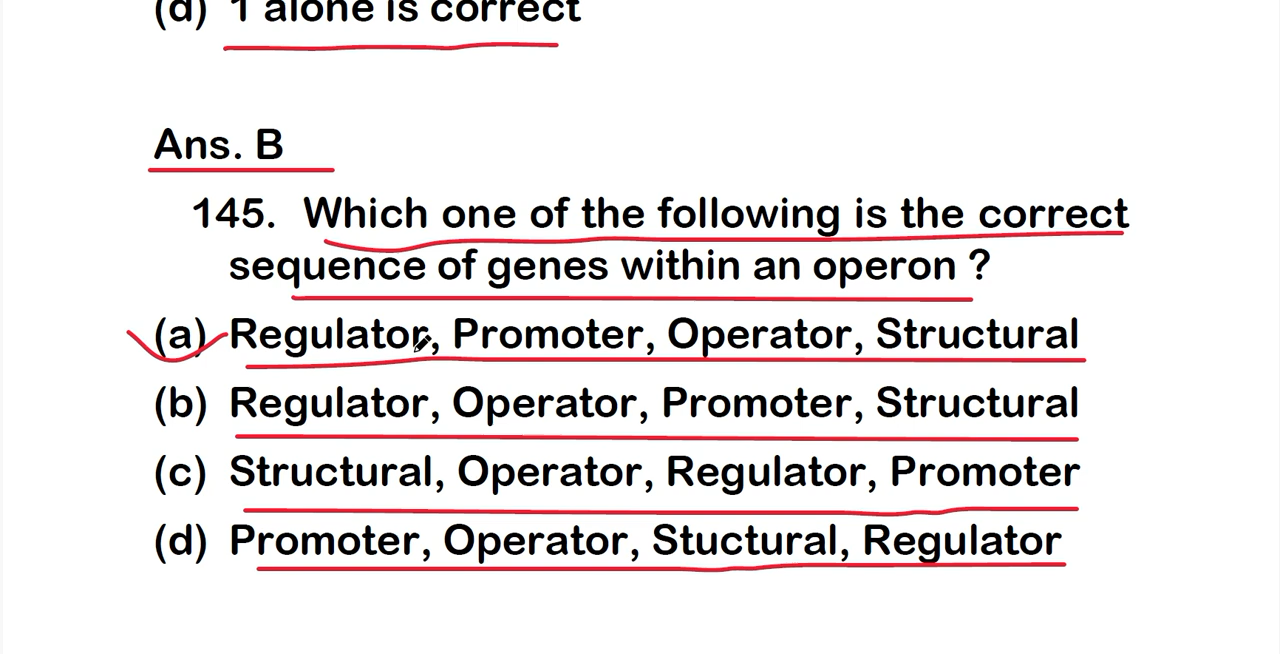 (d) 1 alone is correct
Ans. B
145. Which one of the following is the correct
sequence of genes within an operon ?
(a) Regulator, Promoter, Operator, Structural
(b) Regulator, Operator, Promoter, Structural
(c) Structural, Operator, Regulator, Promoter
(d) Promoter, Operator, Stuctural, Regulator